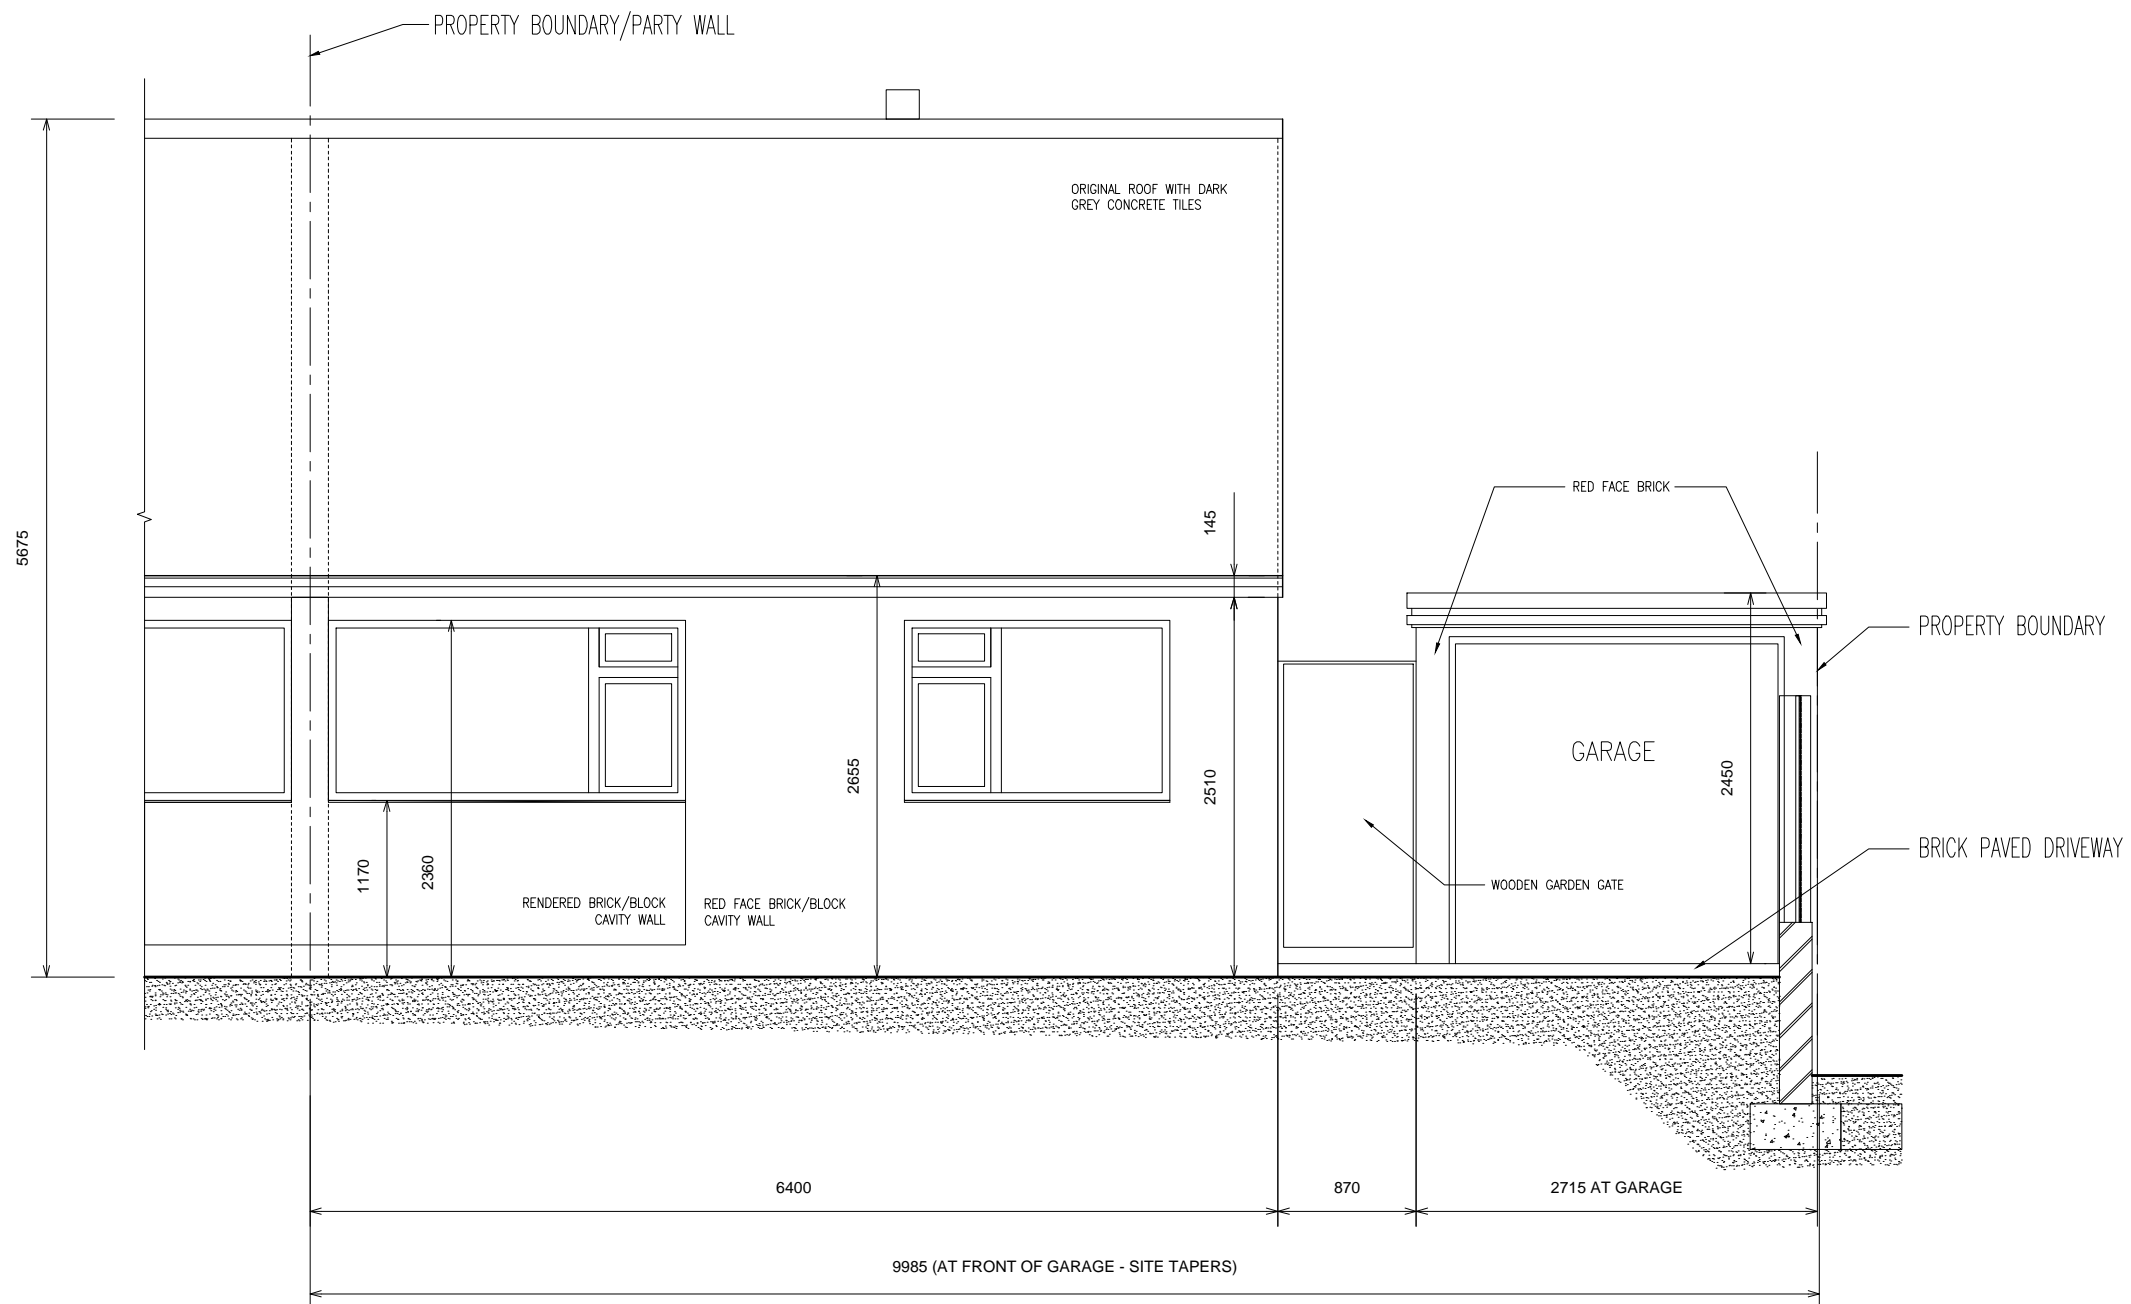 PROPERTY BOUNDARY/PARTY WALL
ORIGINAL ROOF WITH DARK
GREY CONCRETE TILES
5675
145
RED FACE BRICK
PROPERTY BOUNDARY
2655
2510
GARAGE
2450
1170
2360
BRICK PAVED DRIVEWAY
WOODEN GARDEN GATE
RENDERED BRICK/BLOCK
CAVITY WALL
RED FACE BRICK/BLOCK
CAVITY WALL
6400
870
2715 AT GARAGE
9985 (AT FRONT OF GARAGE - SITE TAPERS)